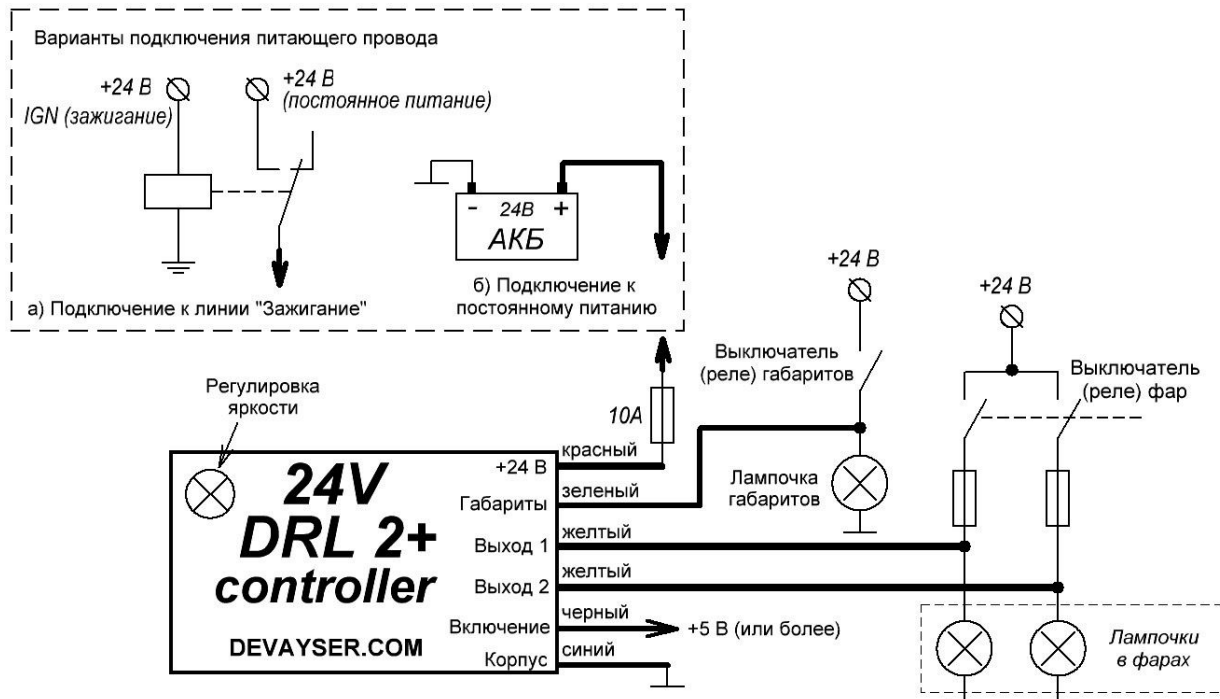 Варианты подключения питающего провода
+24 В
IGN (зажигание)
+24 В
(постоянное питание)
- 24В +
АКБ
а) Подключение к линии "Зажигание"
б) Подключение к
постоянному питанию
+24 В
+24 В
Выключатель
(реле) габаритов
Выключатель
(реле) фар
Регулировка
яркости
10А
Лампочка
габаритов
24V
DRL 2+
controller
DEVAYSER.COM
+24 В
красный
Габариты
зеленый
Выход 1
желтый
Выход 2
желтый
Включение
черный
+5 В (или более)
Корпус
синий
Лампочки
в фарах